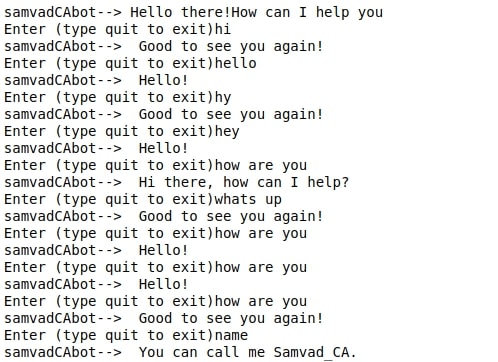 samvadCAbot--> Hello there!How can I help you
Enter (type quit to exit)hi
samvadCAbot-->  Good to see you again!
Enter (type quit to exit)hello
samvadCAbot-->  Hello!
Enter (type quit to exit)hy
samvadCAbot-->  Good to see you again!
Enter (type quit to exit)hey
samvadCAbot-->  Hello!
Enter (type quit to exit)how are you
samvadCAbot-->  Hi there, how can I help?
Enter (type quit to exit)whats up
samvadCAbot-->  Good to see you again!
Enter (type quit to exit)how are you
samvadCAbot-->  Hello!
Enter (type quit to exit)how are you
samvadCAbot-->  Hello!
Enter (type quit to exit)how are you
samvadCAbot-->  Good to see you again!
Enter (type quit to exit)name
samvadCAbot-->  You can call me Samvad_CA.